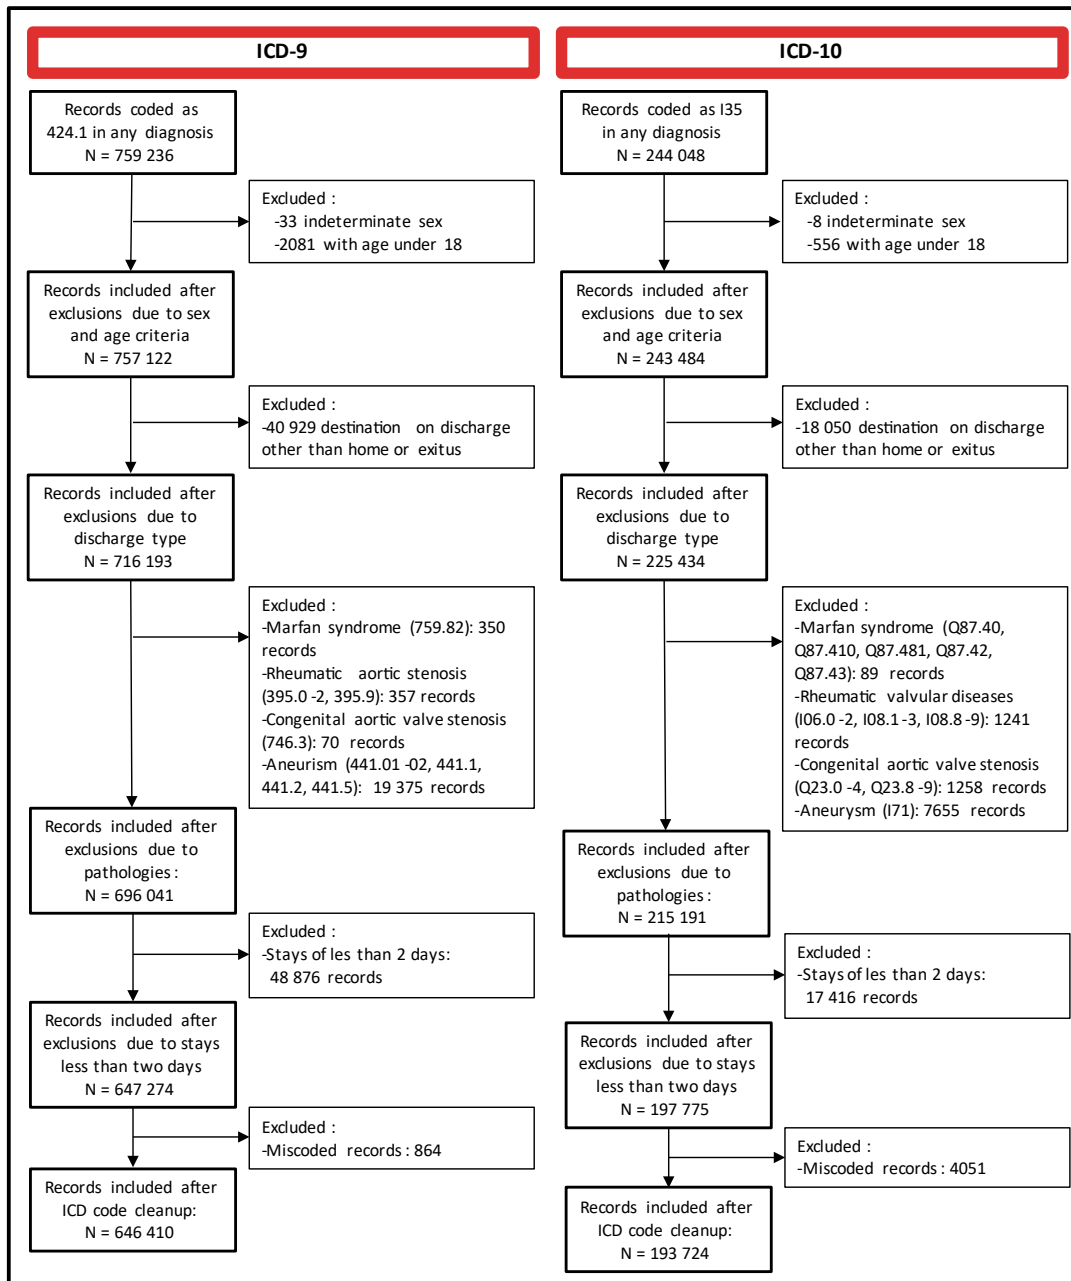 ICD-9
Records coded as
424.1 in any diagnosis
N = 759 236
Excluded :
-33 indeterminate sex
-2081 with age under 18
Records included after
exclusions due to sex
and age criteria
N = 757 122
Excluded :
-40 929 destination on discharge
other than home or exitus
Records included after
exclusions due to
discharge type
N = 716 193
Excluded :
-Marfan syndrome (759.82): 350
records
-Rheumatic aortic stenosis
(395.0 -2, 395.9): 357 records
-Congenital aortic valve stenosis
(746.3): 70 records
-Aneurism (441.01 -02, 441.1,
441.2, 441.5): 19 375 records
Records included after
exclusions due to
pathologies :
N = 696 041
Excluded :
-Stays of les than 2 days:
48 876 records
Records included after
exclusions due to stays
less than two days
N = 647 274
Excluded :
-Miscoded records : 864
Records included after
ICD code cleanup:
N = 646 410
ICD-10
Records coded as I35
in any diagnosis
N = 244 048
Excluded :
-8 indeterminate sex
-556 with age under 18
Records included after
exclusions due to sex
and age criteria
N = 243 484
Excluded :
-18 050 destination on discharge
other than home or exitus
Records included after
exclusions due to
discharge type
N = 225 434
Excluded :
-Marfan syndrome (Q87.40,
Q87.410, Q87.481, Q87.42,
Q87.43): 89 records
-Rheumatic valvular diseases
(I06.0 -2, I08.1 -3, I08.8 -9): 1241
records
-Congenital aortic valve stenosis
(Q23.0 -4, Q23.8 -9): 1258 records
-Aneurysm (I71): 7655 records
Records included after
exclusions due to
pathologies :
N = 215 191
Excluded :
-Stays of les than 2 days:
17 416 records
Records included after
exclusions due to stays
less than two days
N = 197 775
Excluded :
-Miscoded records : 4051
Records included after
ICD code cleanup:
N = 193 724